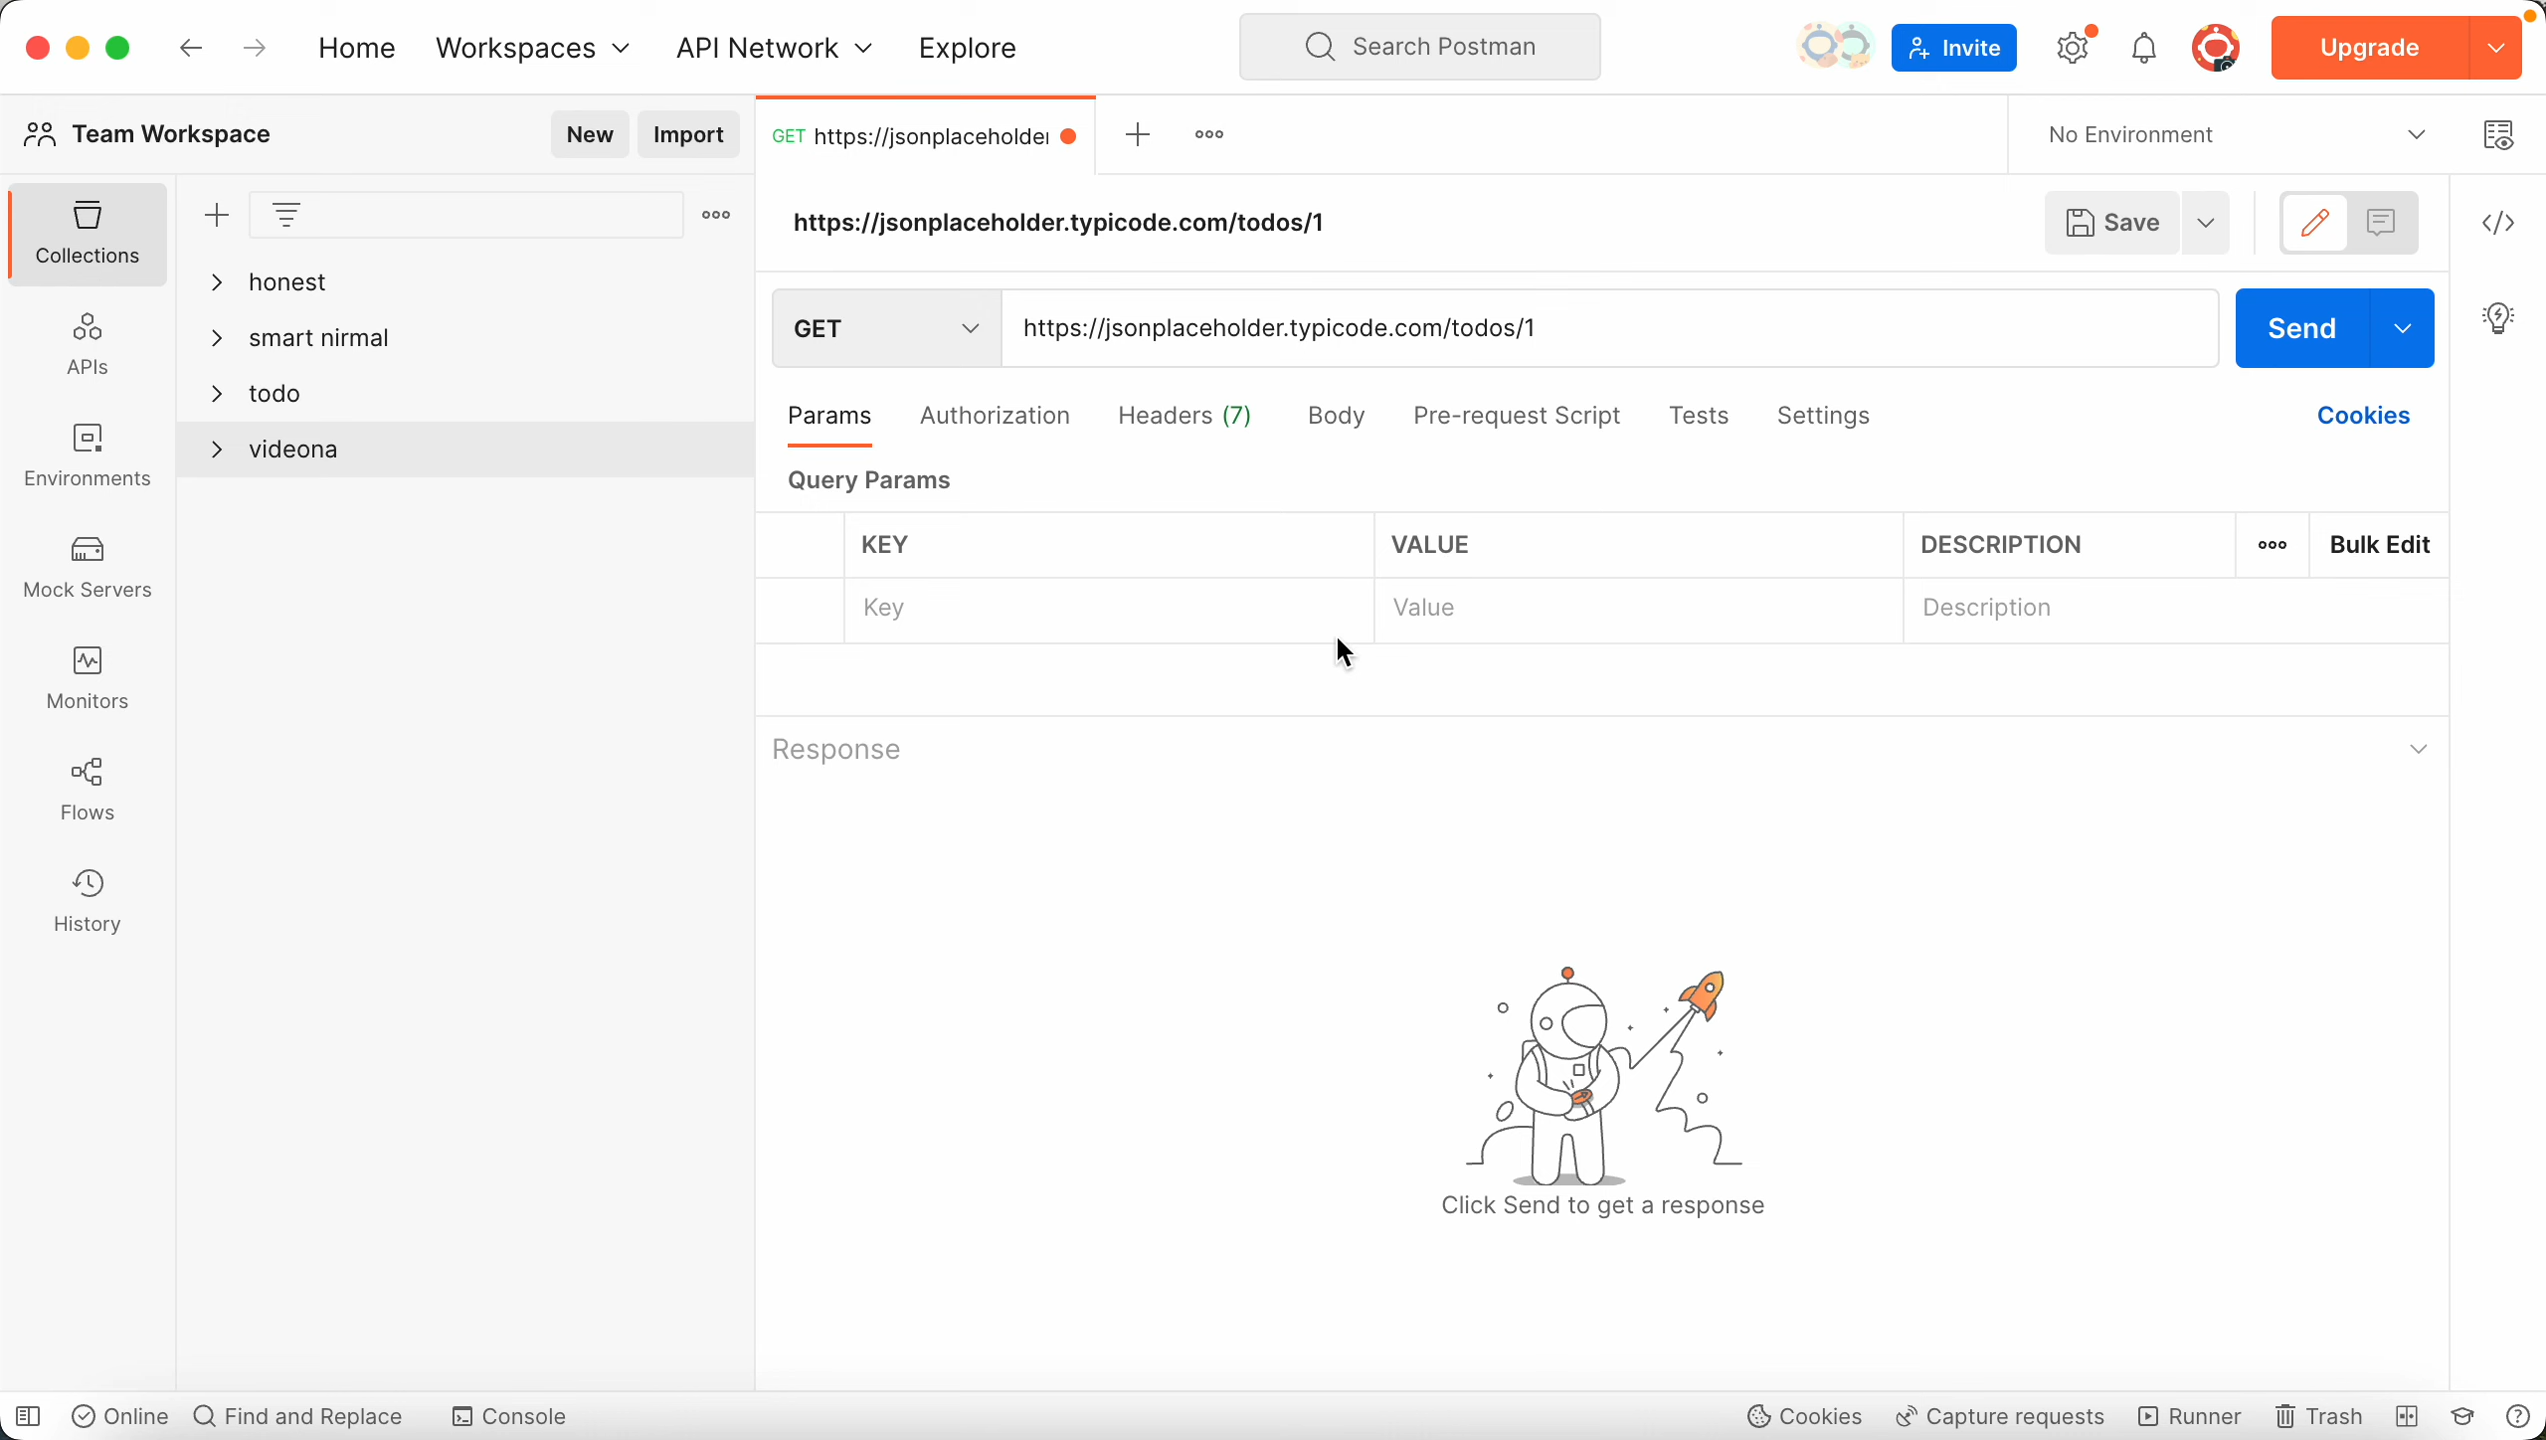 Home
Workspaces
API Network
Explore
Search Postman
Invite
Upgrade
Team Workspace
New
Import
GET https://jsonplaceholder
No Environment
Collections
APIs
Environments
Mock Servers
Monitors
Flows
History
honest
smart nirmal
todo
videona
https://jsonplaceholder.typicode.com/todos/1
Save
GET
https://jsonplaceholder.typicode.com/todos/1
Send
Params
Authorization
Headers (7)
Body
Pre-request Script
Tests
Settings
Cookies
Query Params
KEY
VALUE
DESCRIPTION
Bulk Edit
Key
Value
Description
Response
Click Send to get a response
Online
Find and Replace
Console
Cookies
Capture requests
Runner
Trash